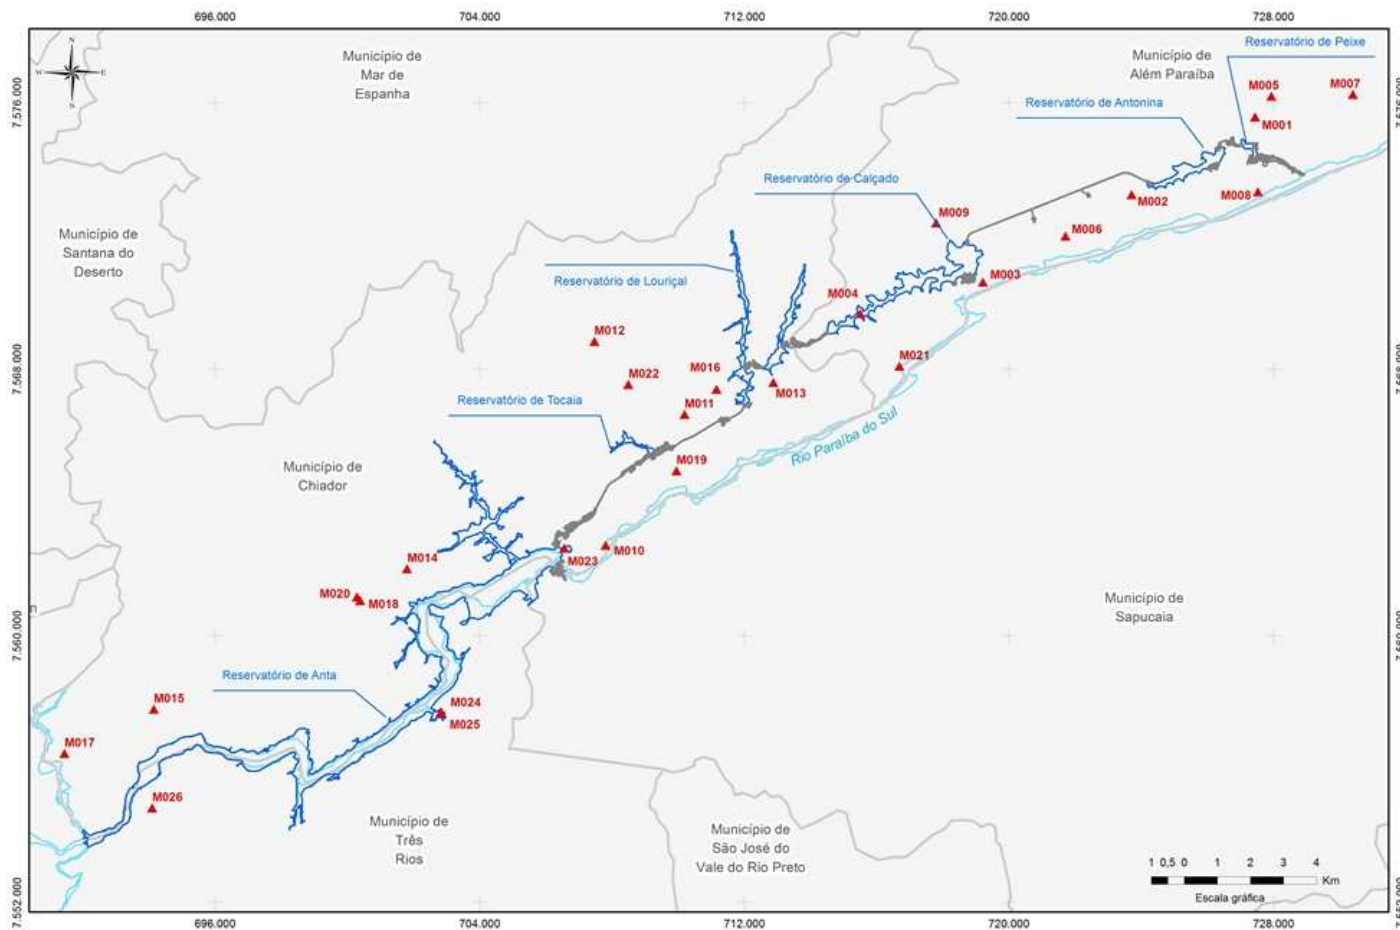 696.000
704.000
712.000
720.000
728.000
N
W
E
S
Município de
Mar de
Espanha
Município de
Além Paraíba
Reservatório de Peixe
7.576.000
M005
M007
Reservatório de Antonina
M001
Reservatório de Calçado
M002
M008
M009
M006
Município de
Santana do
Deserto
Reservatório de Louriçal
M003
M004
M012
7.568.000
7.568.000
M022
M016
M013
M021
M011
Reservatório de Tocaia
Rio Paraíba do Sul
Município de
Chiador
M019
M010
M023
M014
M020
M018
Município de
Sapucaia
7.560.000
Reservatório de Anta
M015
M024
M025
M017
M026
Município de
Três
Rios
Município de
São José do
Vale do Rio Preto
1 0,5 0 1 2 3 4
Km
Escala gráfica
7.552.000
696.000
704.000
712.000
720.000
728.000